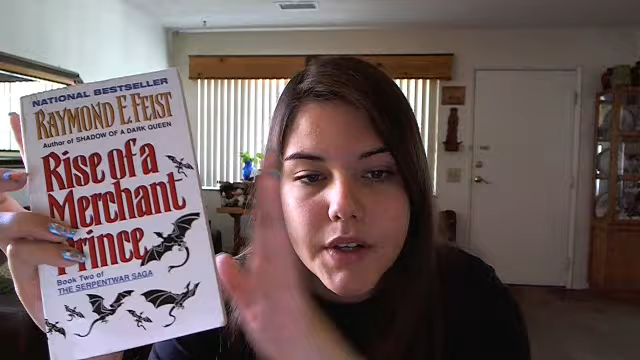 NATIONAL BESTSELLER
RAYMOND E. FEIST
Author of SHADOW OF A DARK QUEEN
Rise of a
Merchant
Prince
Book Two of
THE SERPENTWAR SAGA